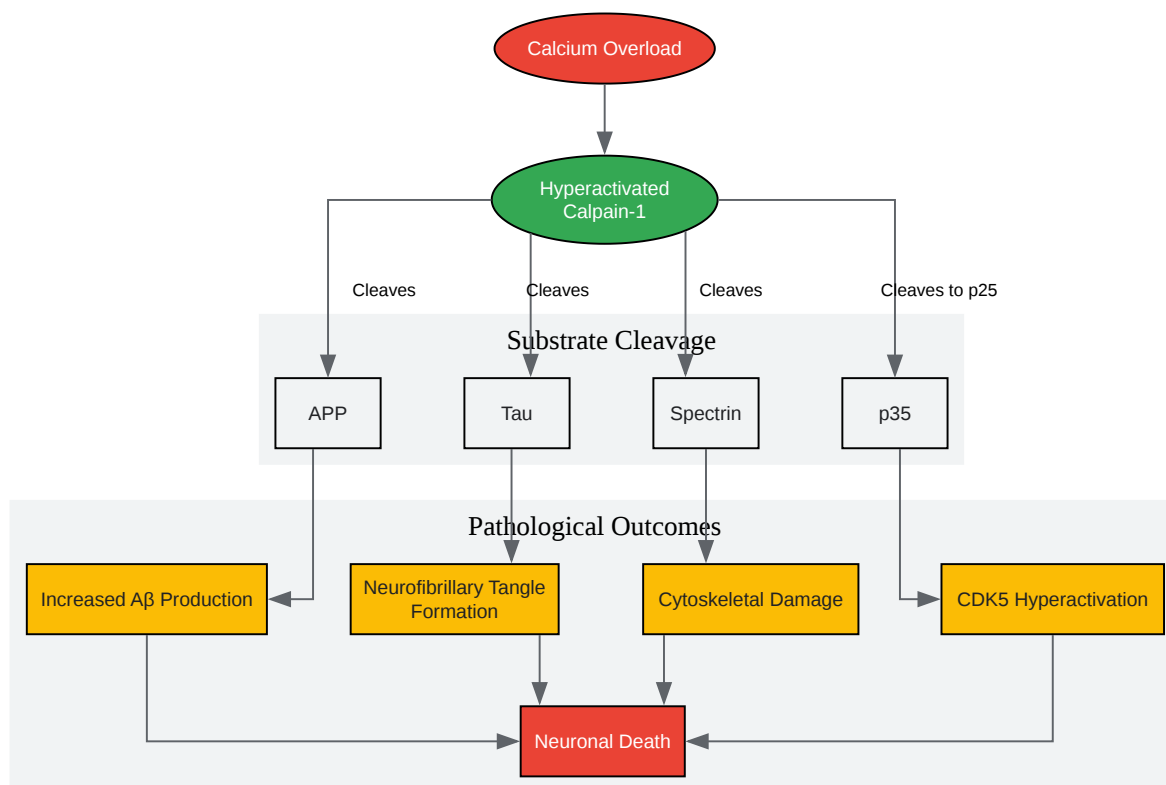 Calcium Overload
Hyperactivated
Calpain-1
Cleaves
Cleaves
Cleaves
Cleaves to p25
Substrate Cleavage
APP
Tau
Spectrin
p35
Pathological Outcomes
Increased Aβ Production
Neurofibrillary Tangle
Formation
Cytoskeletal Damage
CDK5 Hyperactivation
Neuronal Death